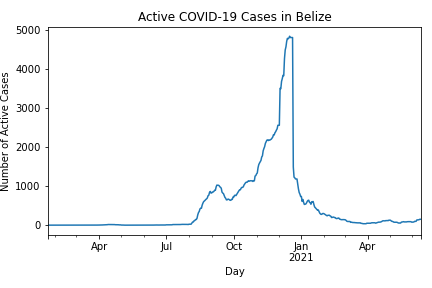 Active COVID-19 Cases in Belize
Number of Active Cases
5000
4000
3000
2000
1000
0
Apr
Jul
Oct
Jan
2021
Apr
Day